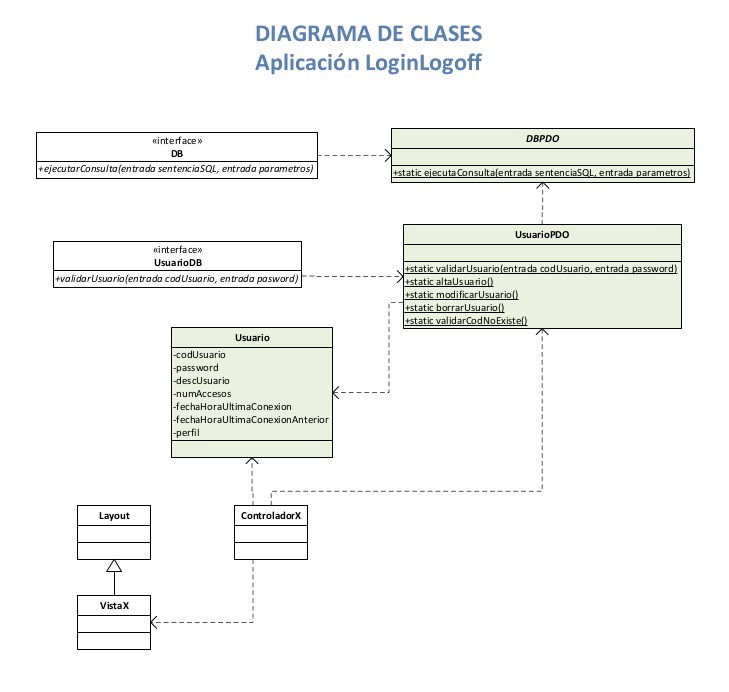 DIAGRAMA DE CLASES
Aplicación LoginLogoff
«interface»
DB
+ejecutarConsulta(entrada sentenciaSQL, entrada parametros)
DBPDO
+static ejecutaConsulta(entrada sentenciaSQL, entrada parametros)
«interface»
UsuarioDB
+validarUsuario(entrada codUsuario, entrada pasword)
UsuarioPDO
+static validarUsuario(entrada codUsuario, entrada password)
+static altaUsuario()
+static modificarUsuario()
+static borrarUsuario()
+static validarCodNoExiste()
Usuario
-codUsuario
-password
-descUsuario
-numAccesos
-fechaHoraUltimaConexion
-fechaHoraUltimaConexionAnterior
-perfil
Layout
ControladorX
VistaX